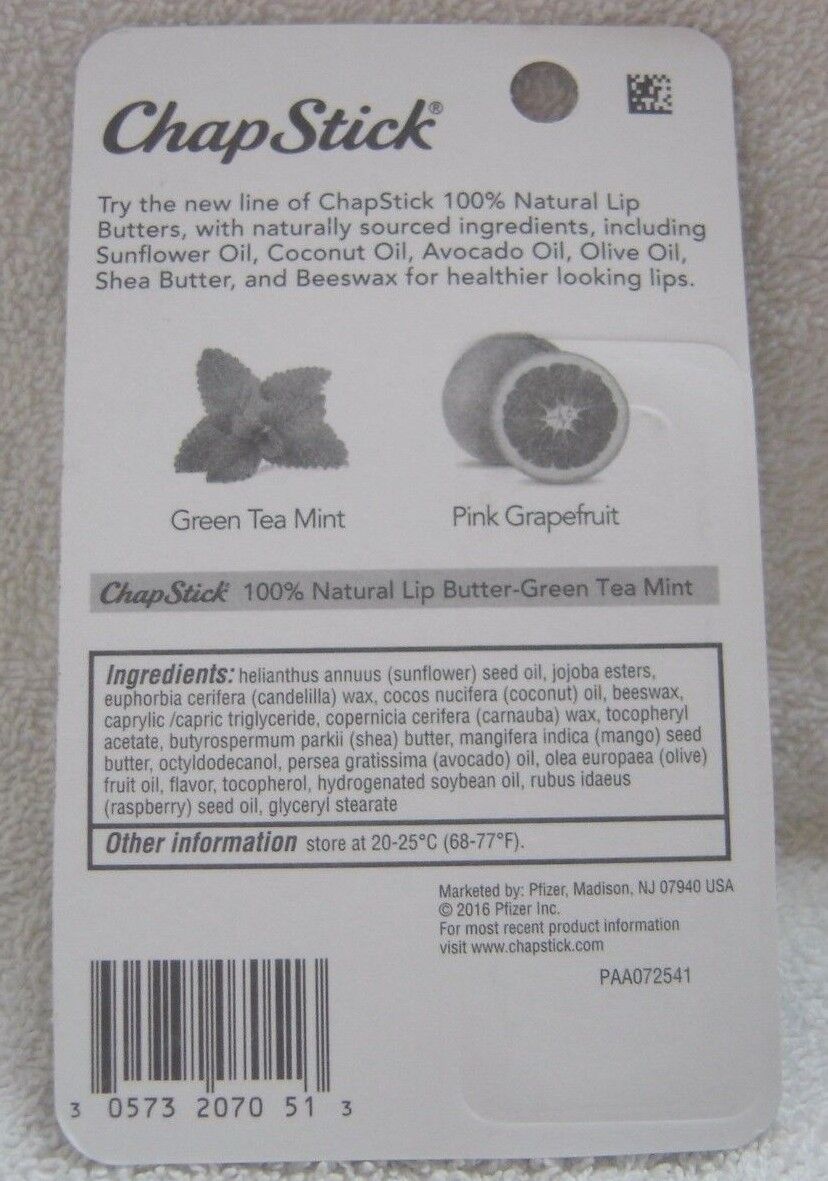 ChapStick®
Try the new line of ChapStick 100% Natural Lip
Butters, with naturally sourced ingredients, including
Sunflower Oil, Coconut Oil, Avocado Oil, Olive Oil,
Shea Butter, and Beeswax for healthier looking lips.
Green Tea Mint
Pink Grapefruit
ChapStick® 100% Natural Lip Butter-Green Tea Mint
Ingredients: helianthus annuus (sunflower) seed oil, jojoba esters,
euphorbia cerifera (candelilla) wax, cocos nucifera (coconut) oil, beeswax,
caprylic /capric triglyceride, copernicia cerifera (carnauba) wax, tocopheryl
acetate, butyrospermum parkii (shea) butter, mangifera indica (mango) seed
butter, octyldodecanol, persea gratissima (avocado) oil, olea europaea (olive)
fruit oil, flavor, tocopherol, hydrogenated soybean oil, rubus idaeus
(raspberry) seed oil, glyceryl stearate
Other information store at 20-25°C (68-77°F).
Marketed by: Pfizer, Madison, NJ 07940 USA
© 2016 Pfizer Inc.
For most recent product information
visit www.chapstick.com
PAA072541
3 0573 2070 51 3